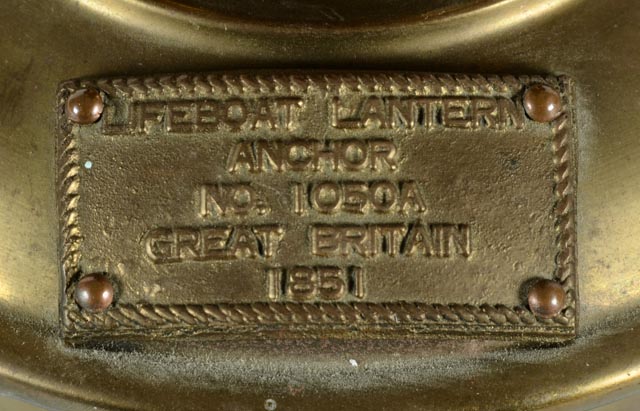 LIFEBOAT LANTERN
ANCHOR
NO. 1050A
GREAT BRITAIN
1851